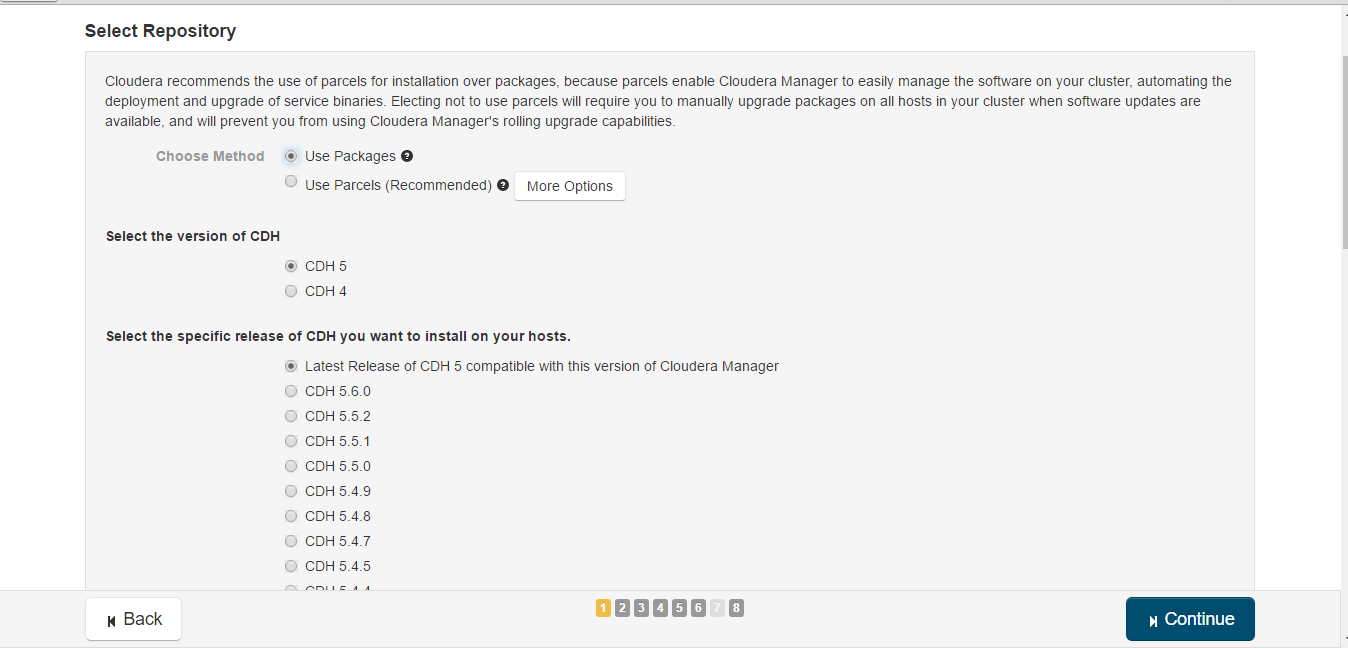 Select Repository
Cloudera recommends the use of parcels for installation over packages, because parcels enable Cloudera Manager to easily manage the software on your cluster, automating the
deployment and upgrade of service binaries. Electing not to use parcels will require you to manually upgrade packages on all hosts in your cluster when software updates are
available, and will prevent you from using Cloudera Manager's rolling upgrade capabilities.
Choose Method Use Packages ?
Use Parcels (Recommended) ? More Options
Select the version of CDH
CDH 5
CDH 4
Select the specific release of CDH you want to install on your hosts.
Latest Release of CDH 5 compatible with this version of Cloudera Manager
CDH 5.6.0
CDH 5.5.2
CDH 5.5.1
CDH 5.5.0
CDH 5.4.9
CDH 5.4.8
CDH 5.4.7
CDH 5.4.5
CDH 5.4.4
Back 1 2 3 4 5 6 7 8 Continue